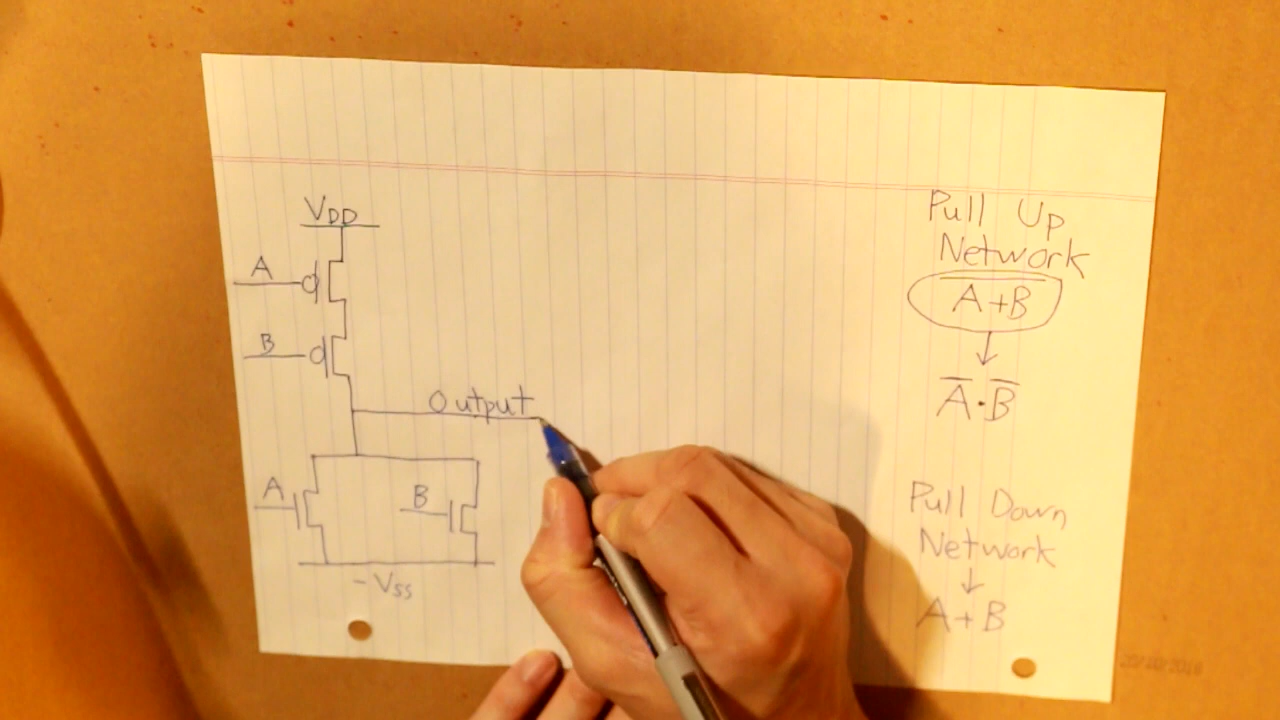 VDD
A
B
Output
A
B
-Vss
Pull Up
Network
A+B
A·B
Pull Down
Network
A+B